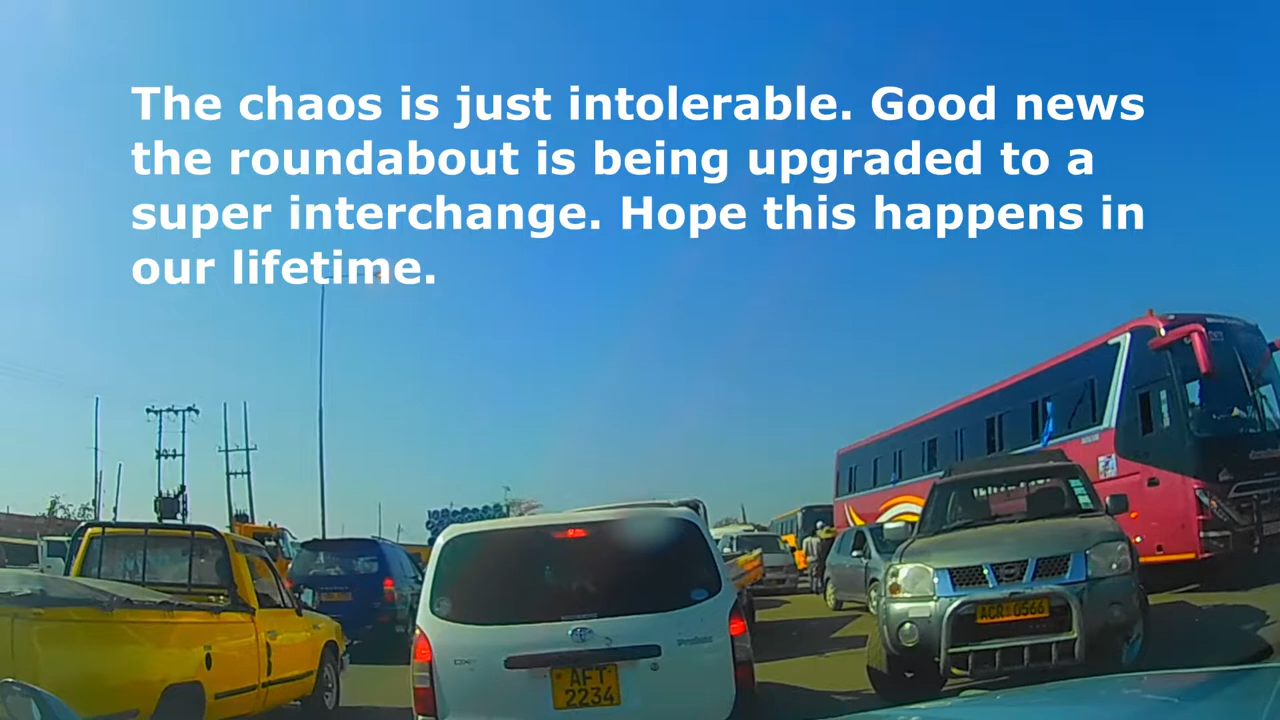 The chaos is just intolerable. Good news
the roundabout is being upgraded to a
super interchange. Hope this happens in
our lifetime.
ACR 0566
AFT
2234